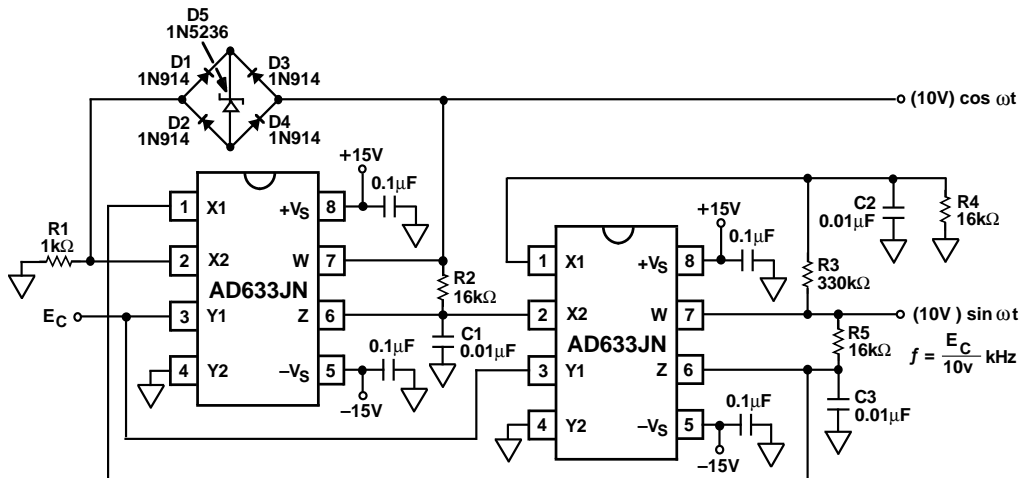 D5
1N5236
D1
1N914
D3
1N914
D2
1N914
D4
1N914
(10V) cos ωt
+15V
0.1μF
R1
1kΩ
1 X1
+VS 8
2 X2
W 7
AD633JN
EC
3 Y1
Z 6
4 Y2
–VS 5
R2
16kΩ
C1
0.01μF
0.1μF
–15V
+15V
0.1μF
C2
0.01μF
R4
16kΩ
1 X1
+VS 8
R3
330kΩ
2 X2
W 7
AD633JN
3 Y1
Z 6
4 Y2
–VS 5
(10V ) sin ωt
R5
16kΩ
f = EC/10v kHz
C3
0.01μF
0.1μF
–15V